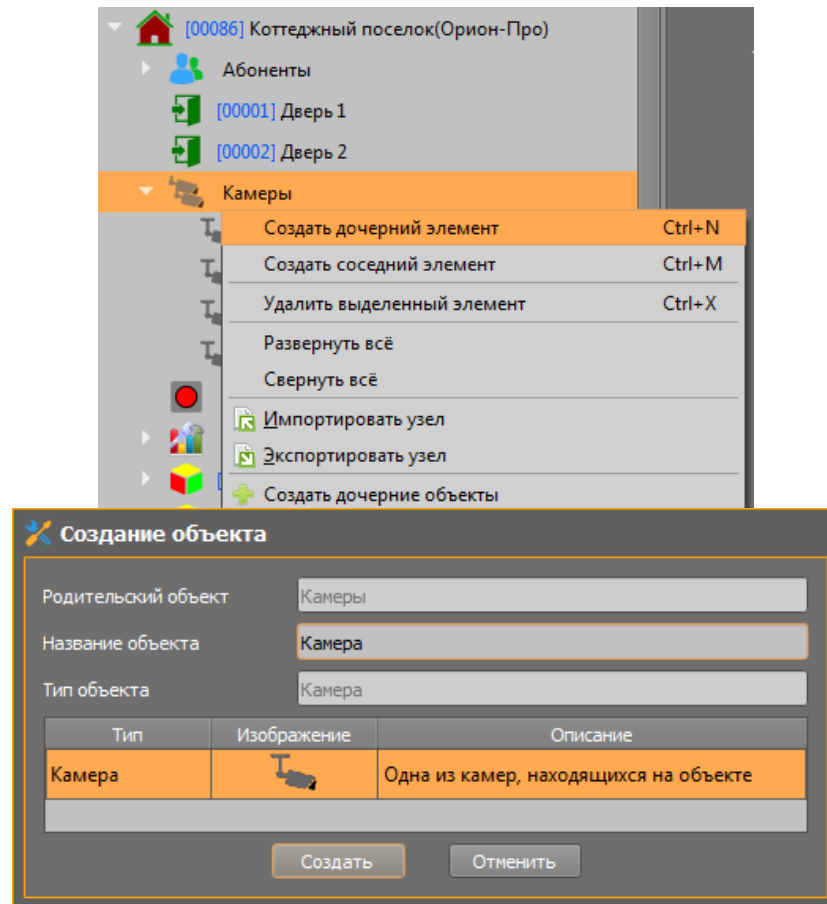 [00086] Коттеджный поселок(Орион-Про)
Абоненты
[00001] Дверь 1
[00002] Дверь 2
Камеры
Создать дочерний элемент Ctrl+N
Создать соседний элемент Ctrl+M
Удалить выделенный элемент Ctrl+X
Развернуть всё
Свернуть всё
Импортировать узел
Экспортировать узел
Создать дочерние объекты
Создание объекта
Родительский объект Камеры
Название объекта Камера
Тип объекта Камера
Тип Изображение Описание
Камера Одна из камер, находящихся на объекте
Создать Отменить